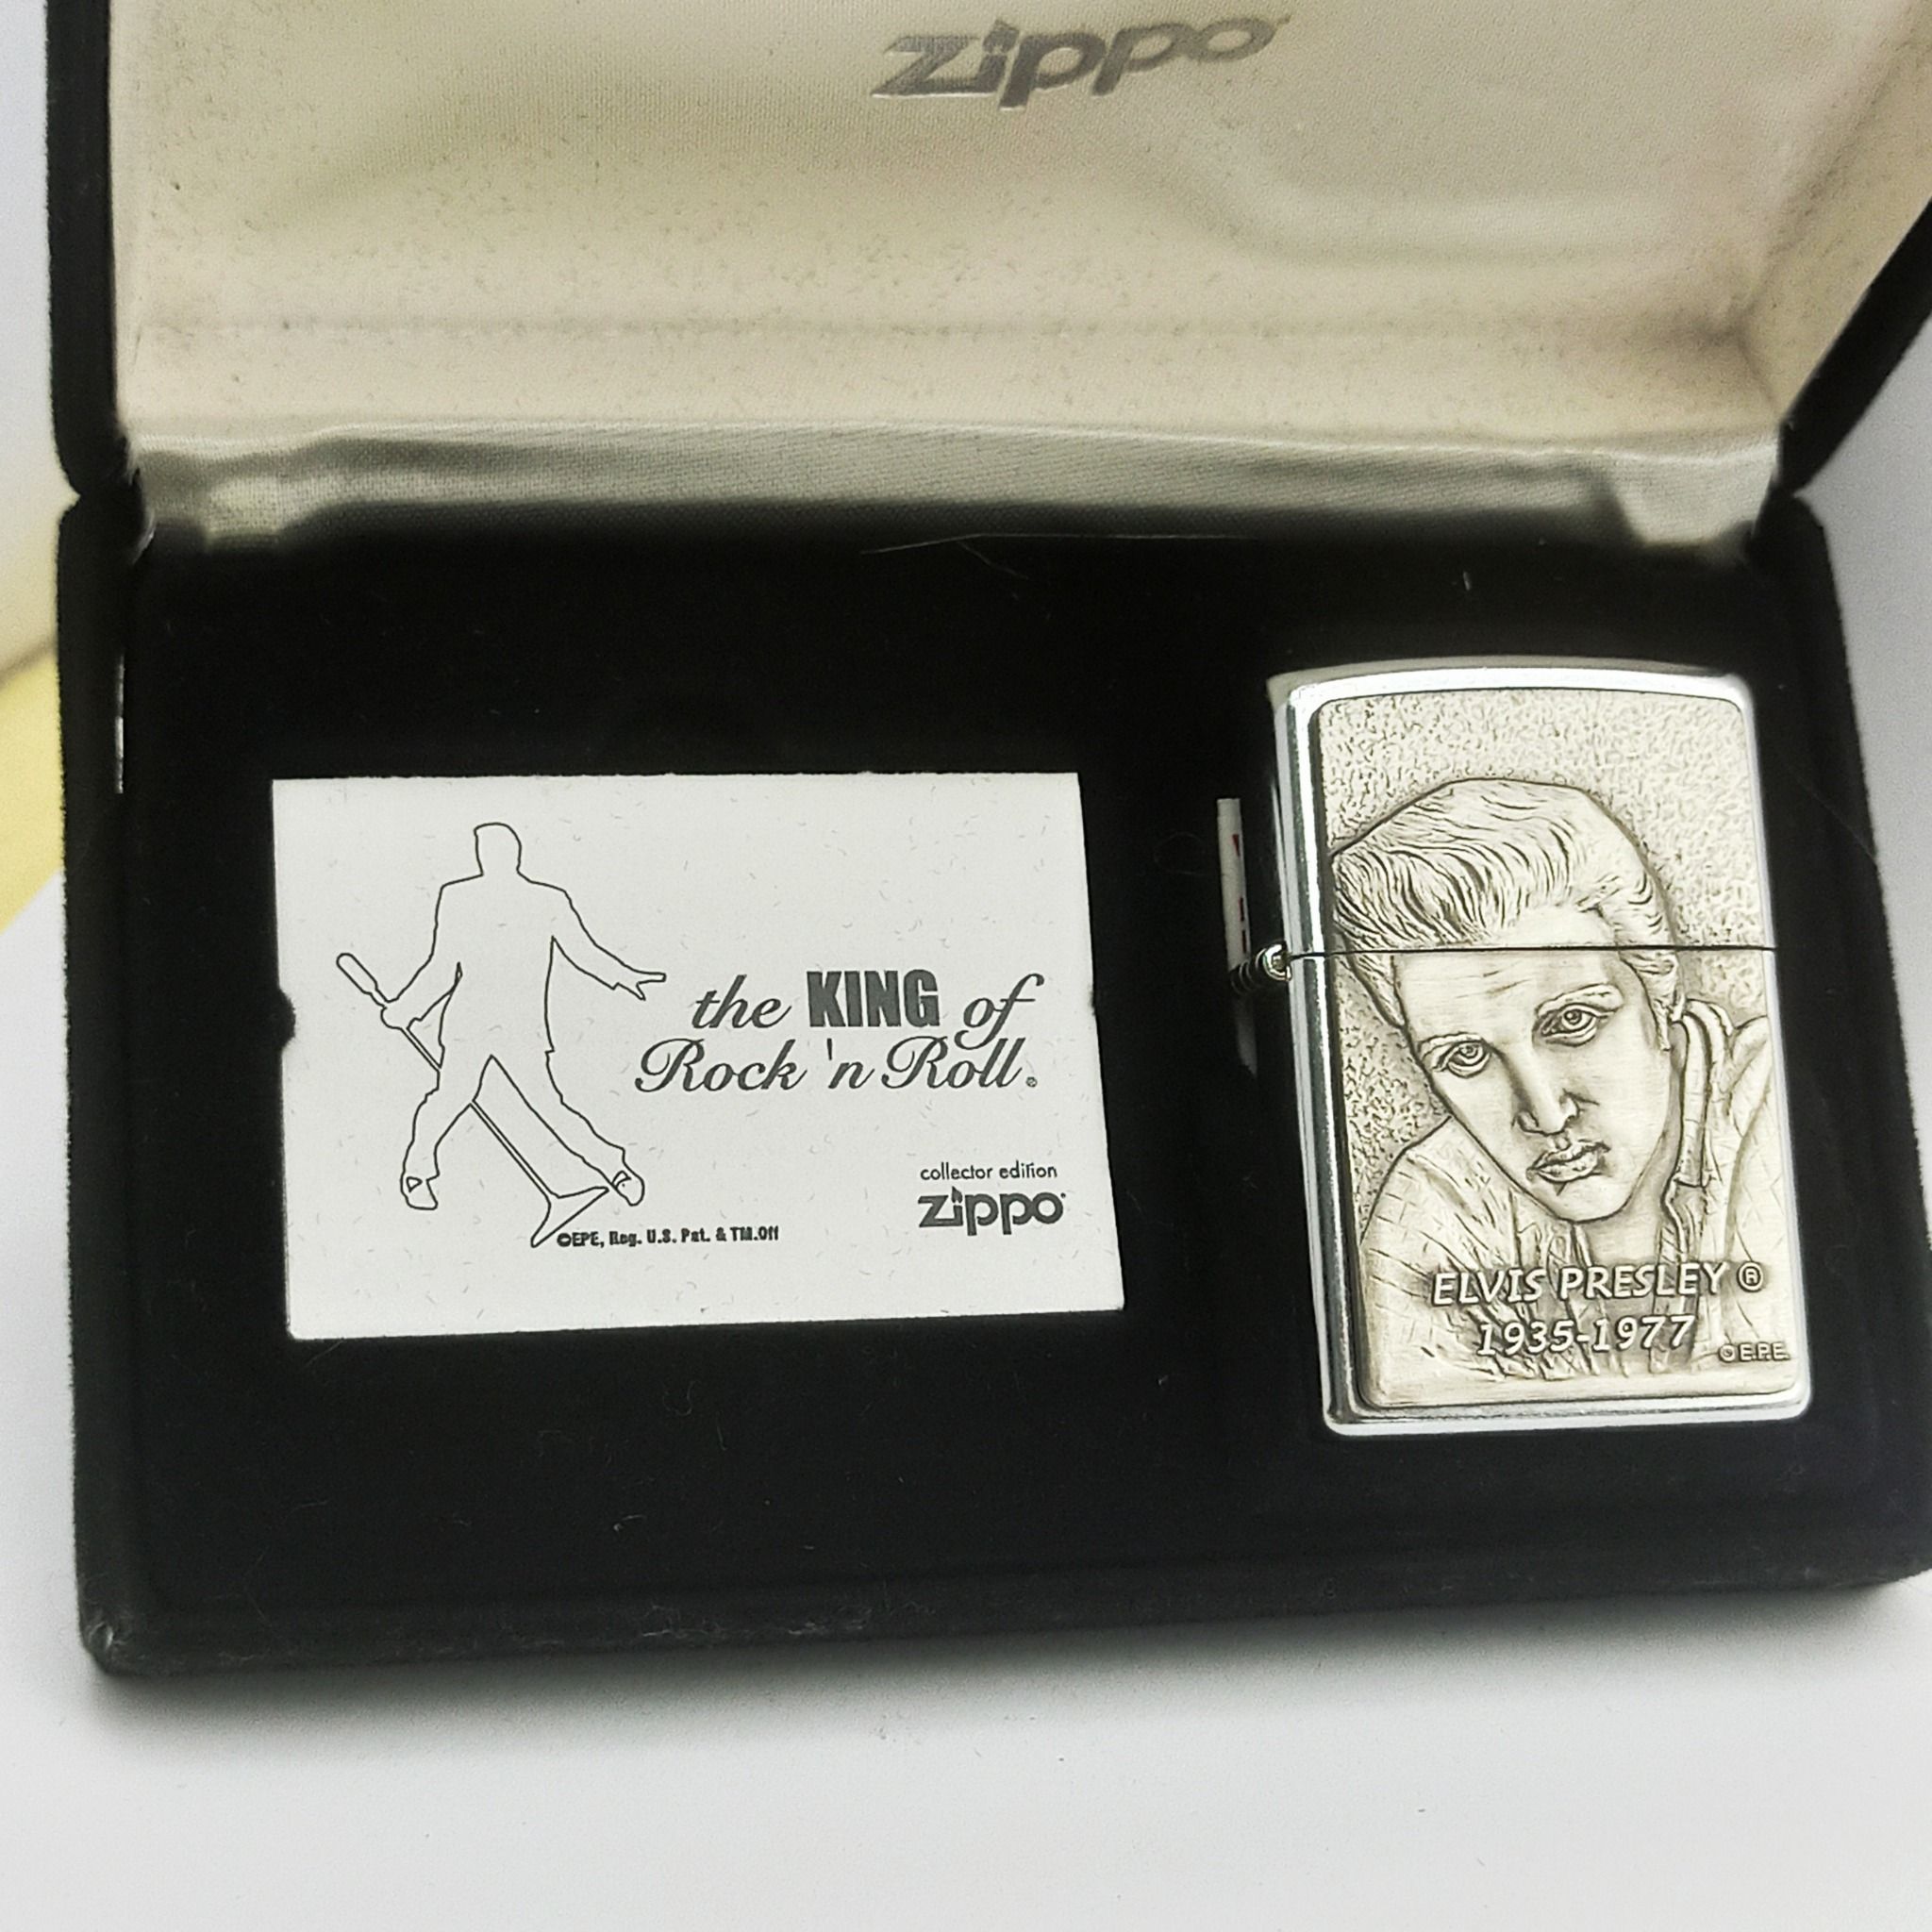 zippo
the KING of
Rock 'n Roll®
collector edition
zippo
©EPE, Reg. U.S. Pat. & TM.Off
ELVIS PRESLEY ®
1935-1977
©E.P.E.